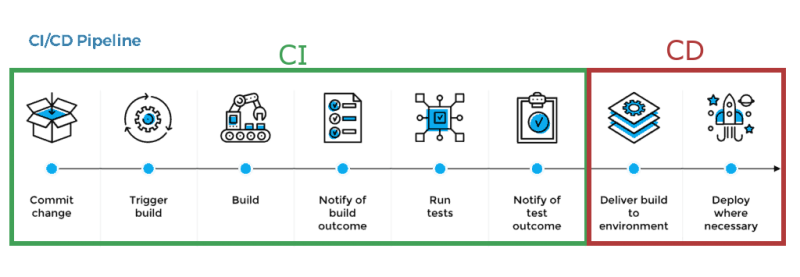 CI/CD Pipeline
CI
CD
Commit
change
Trigger
build
Build
Notify of
build
outcome
Run
tests
Notify of
test
outcome
Deliver build
to
environment
Deploy
where
necessary